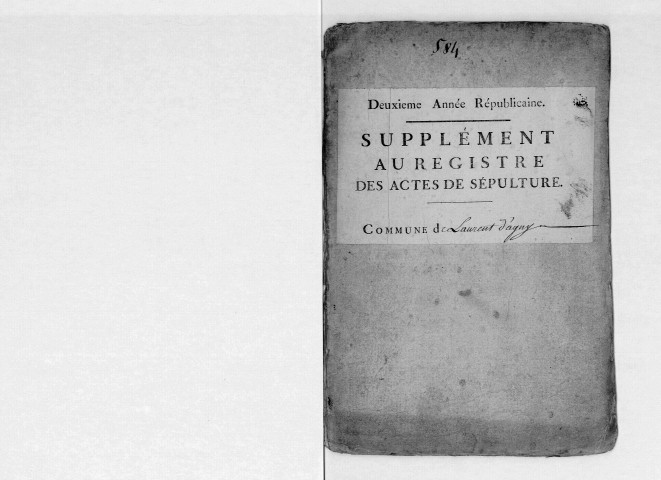 584
Deuxieme Année Républicaine.
SUPPLÉMENT
AU REGISTRE
DES ACTES DE SÉPULTURE.
COMMUNE de Laurent d'agny